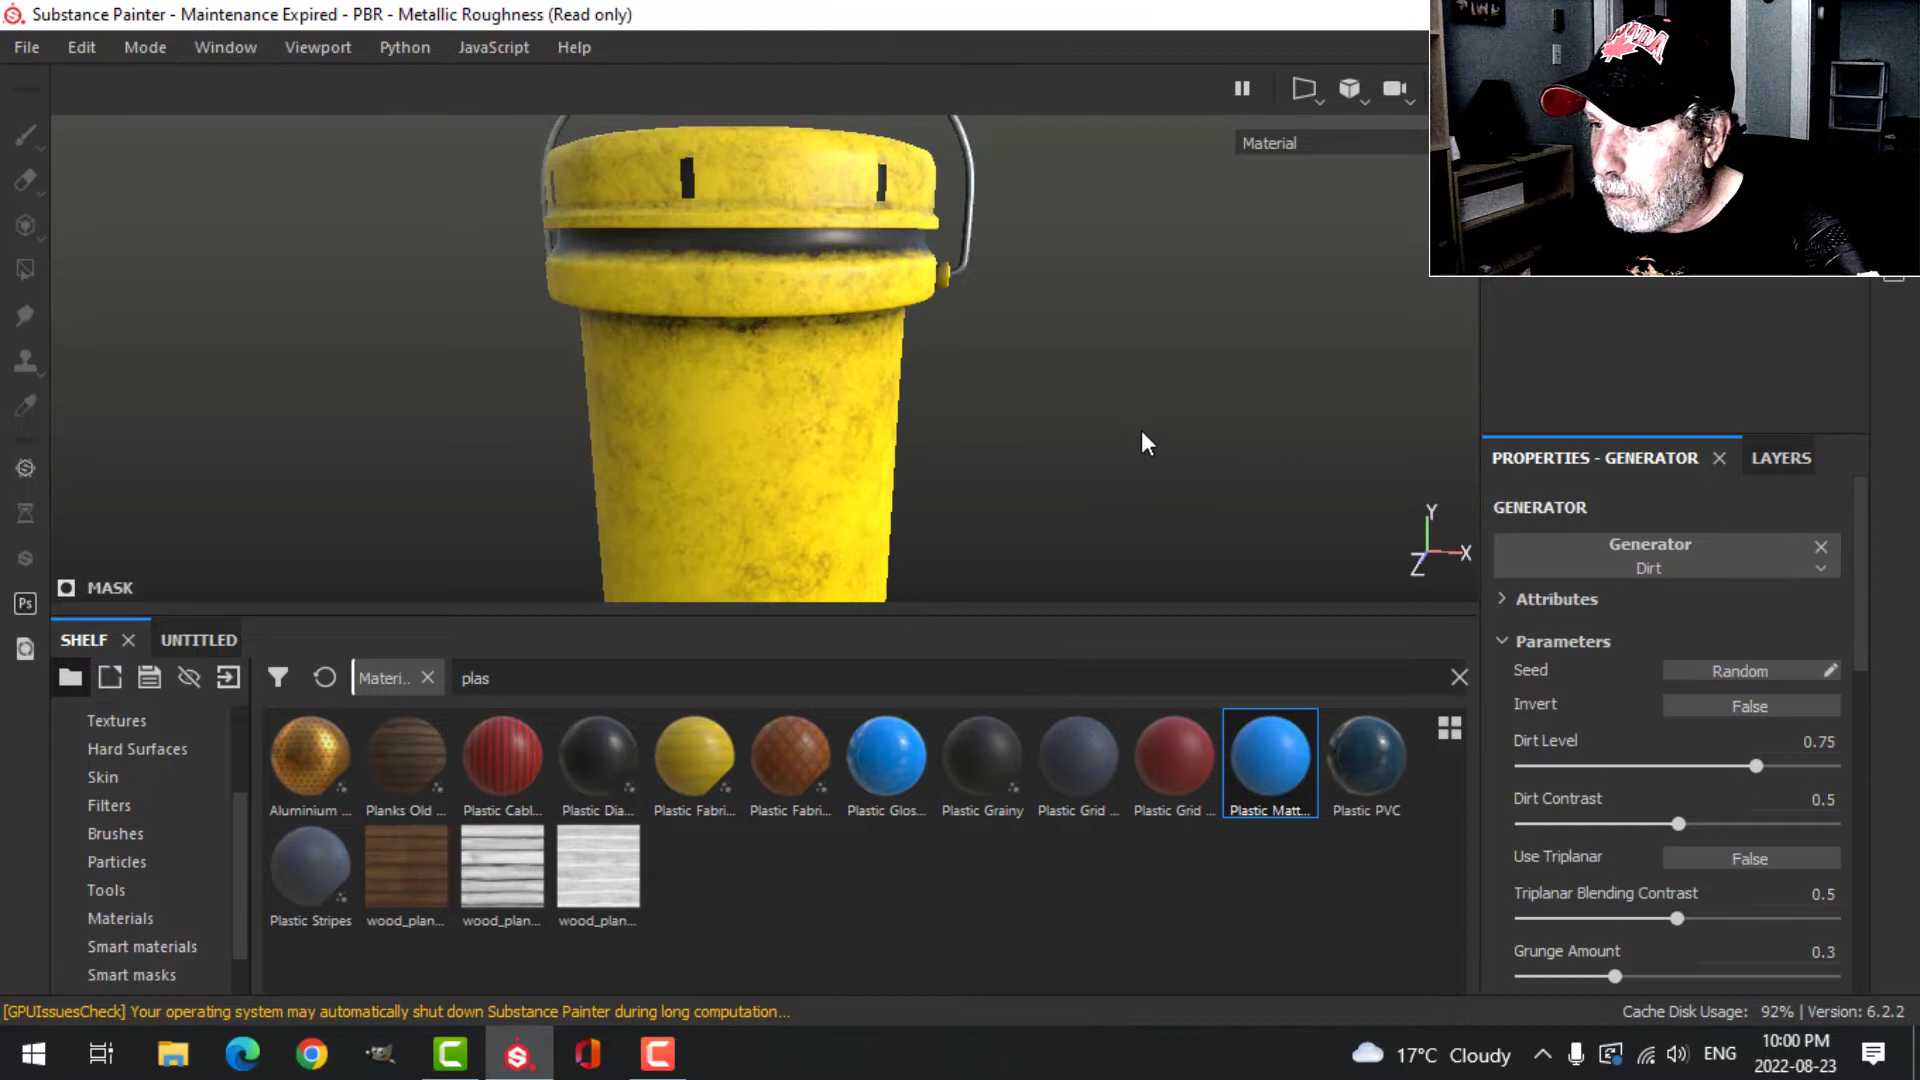 Substance Painter - Maintenance Expired - PBR - Metallic Roughness (Read only)
File Edit Mode Window Viewport Python JavaScript Help
Material
Y
X
Z
MASK
PROPERTIES - GENERATOR LAYERS
GENERATOR
Generator
Dirt
Attributes
Parameters
Seed Random
Invert False
Dirt Level 0.75
Dirt Contrast 0.5
Use Triplanar False
Triplanar Blending Contrast 0.5
Grunge Amount 0.3
Ps
SHELF UNTITLED
Materi.. plas
Textures
Hard Surfaces
Skin
Filters
Brushes
Particles
Tools
Materials
Smart materials
Smart masks
Aluminium ... Planks Old ... Plastic Cabl... Plastic Dia... Plastic Fabri... Plastic Fabri... Plastic Glos... Plastic Grainy Plastic Grid ... Plastic Grid ... Plastic Matt... Plastic PVC
Plastic Stripes wood_plan... wood_plan... wood_plan...
[GPUIssuesCheck] Your operating system may automatically shut down Substance Painter during long computation...
Cache Disk Usage: 92% | Version: 6.2.2
17°C Cloudy
ENG
10:00 PM
2022-08-23